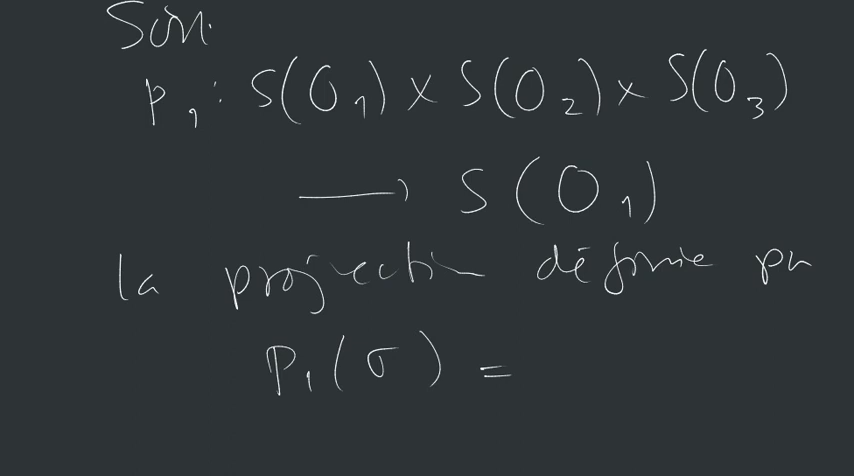 Soit
p₁ : S(O₁) × S(O₂) × S(O₃)
⟶ S(O₁)
la projection définie par
p₁(σ) =